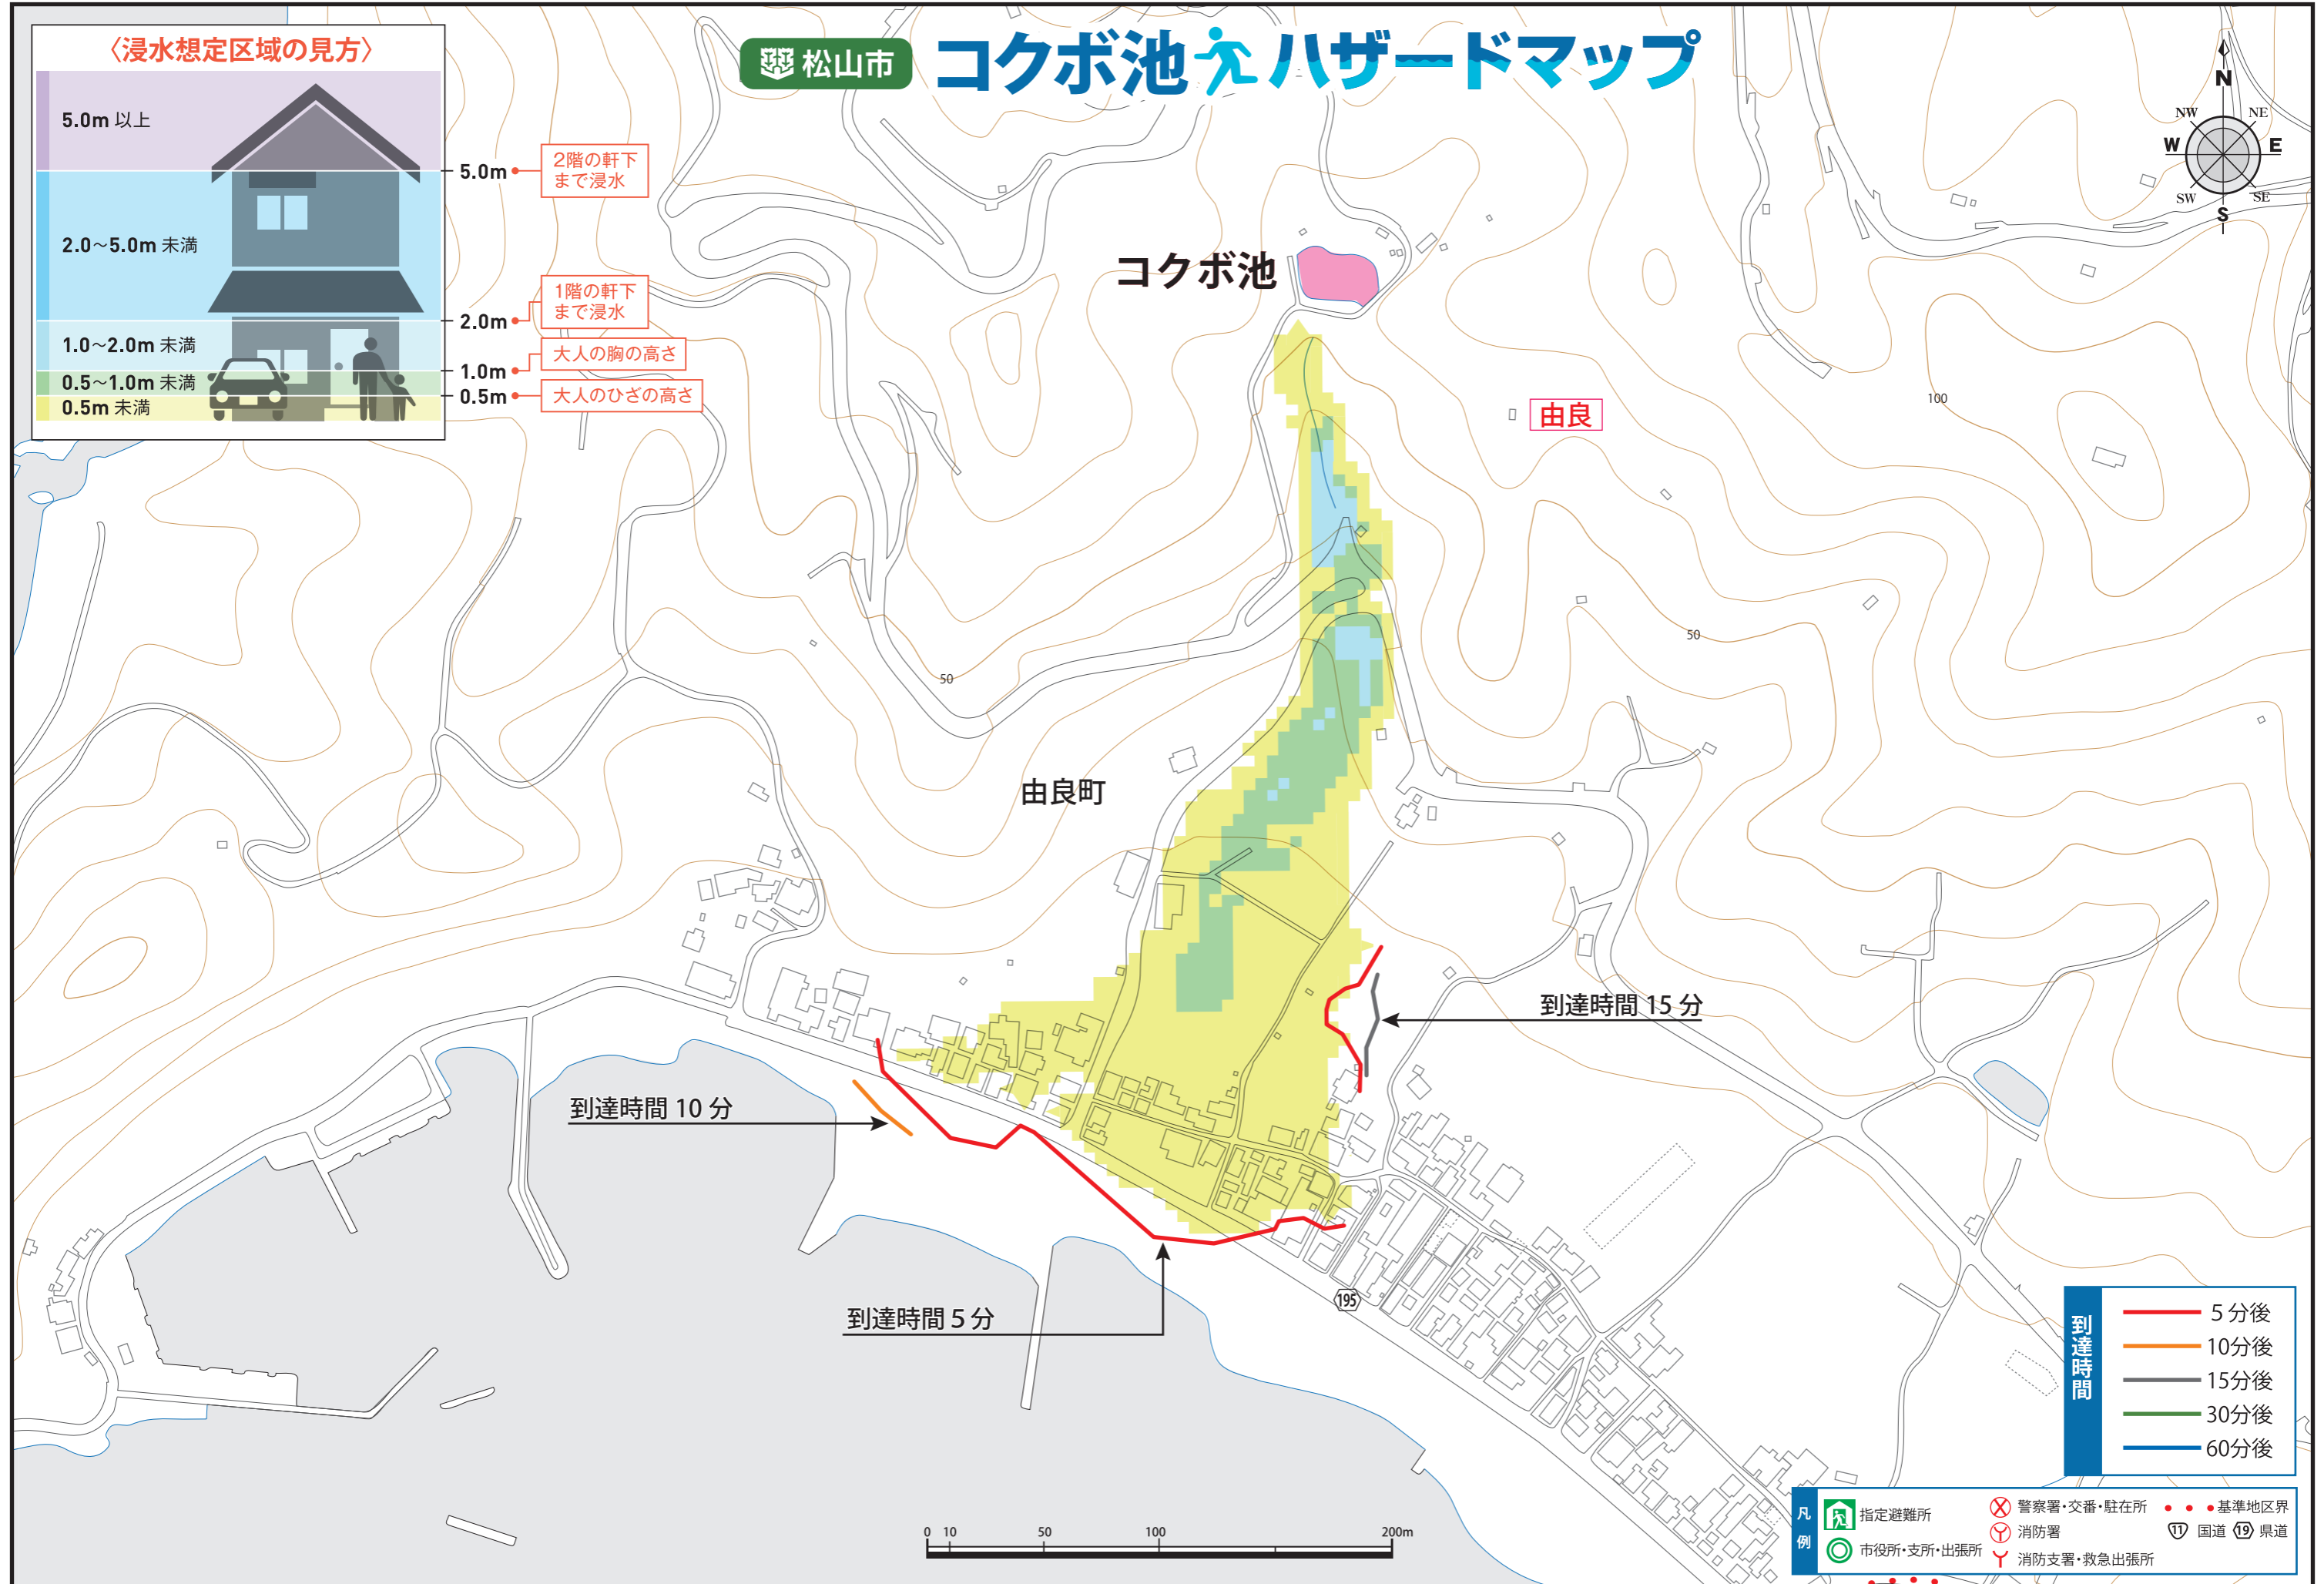 〈浸水想定区域の見方〉
5.0m 以上
2.0～5.0m 未満
1.0～2.0m 未満
0.5～1.0m 未満
0.5m 未満
5.0m
2階の軒下
まで浸水
2.0m
1階の軒下
まで浸水
1.0m
大人の胸の高さ
0.5m
大人のひざの高さ
松山市
コクボ池 ハザードマップ
N
NW
NE
W
E
SW
SE
S
コクボ池
由良
100
50
50
由良町
到達時間 15 分
到達時間 10 分
到達時間 5 分
195
到達時間
5 分後
10分後
15分後
30分後
60分後
0 10 50 100 200m
凡例
指定避難所
市役所・支所・出張所
警察署・交番・駐在所
消防署
消防支署・救急出張所
基準地区界
11 国道 19 県道